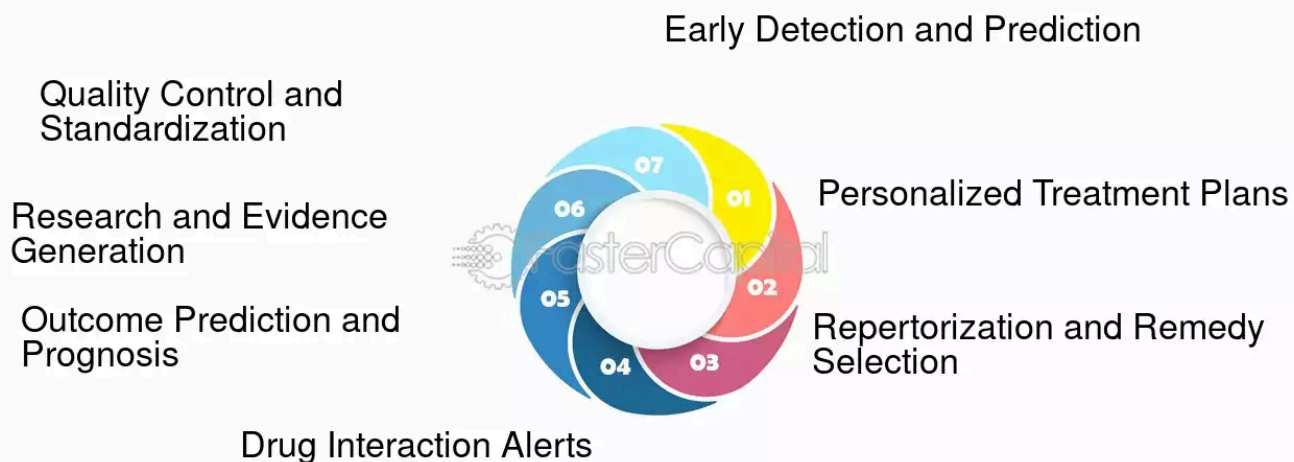 Early Detection and Prediction
Quality Control and
Standardization
07
01
Personalized Treatment Plans
06
Research and Evidence
Generation
FasterCapital
02
05
Outcome Prediction and
Prognosis
Repertorization and Remedy
Selection
03
04
Drug Interaction Alerts